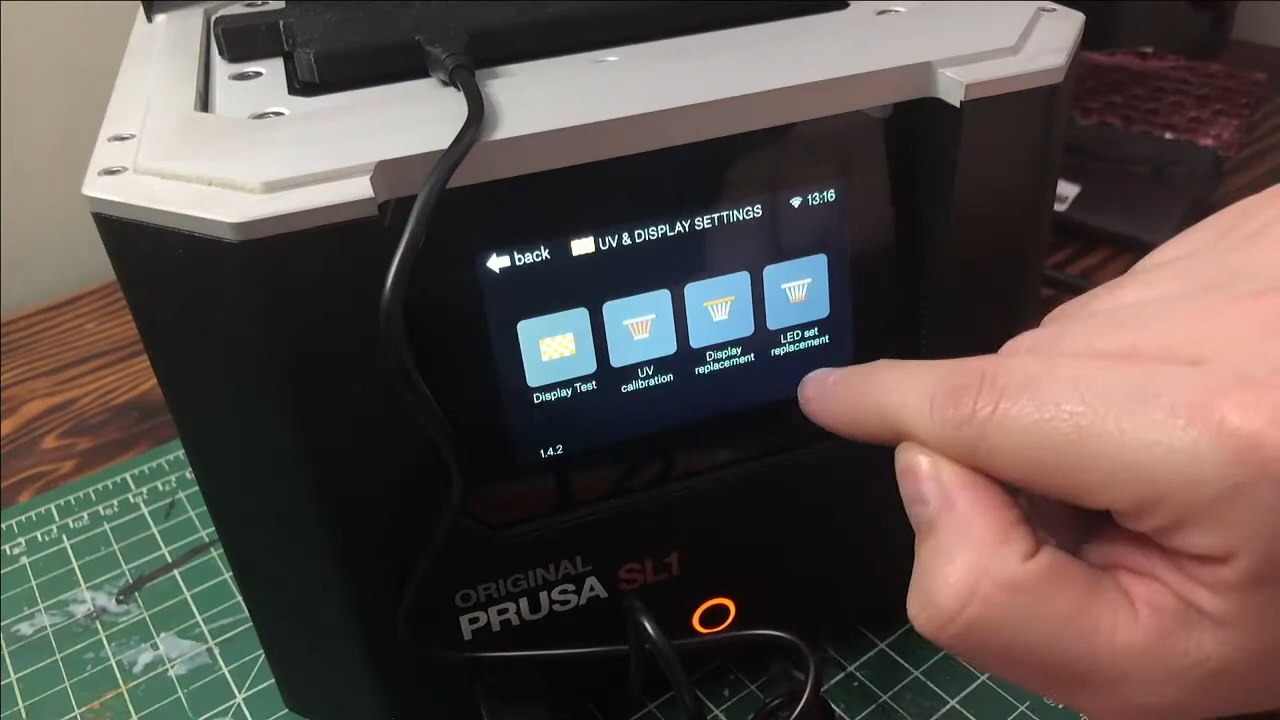 back
UV & DISPLAY SETTINGS
13:16
Display Test
UV
calibration
Display
replacement
LED set
replacement
1.4.2
ORIGINAL
PRUSA SL1